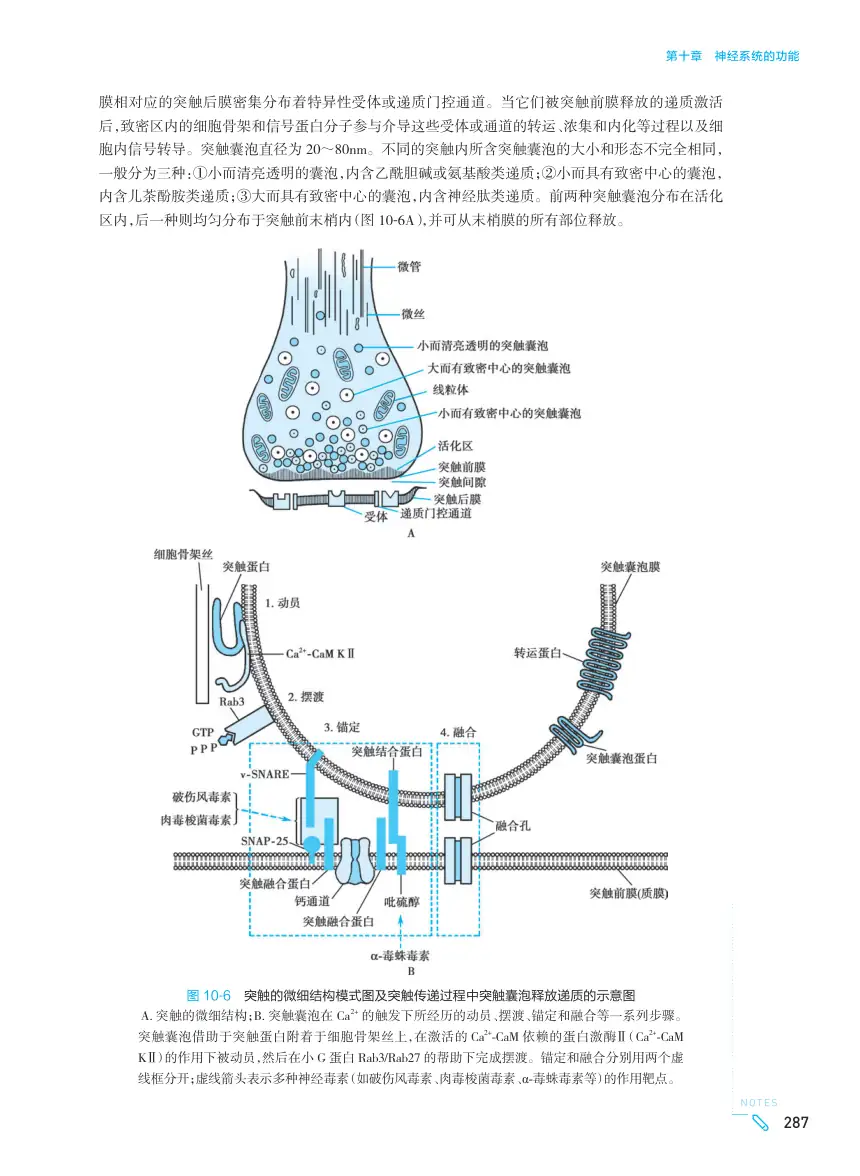 第十章 神经系统的功能
膜相对应的突触后膜密集分布着特异性受体或递质门控通道。当它们被突触前膜释放的递质激活
后,致密区内的细胞骨架和信号蛋白分子参与介导这些受体或通道的转运、浓集和内化等过程以及细
胞内信号转导。突触囊泡直径为 20～80nm。不同的突触内所含突触囊泡的大小和形态不完全相同,
一般分为三种:①小而清亮透明的囊泡,内含乙酰胆碱或氨基酸类递质;②小而具有致密中心的囊泡,
内含儿茶酚胺类递质;③大而具有致密中心的囊泡,内含神经肽类递质。前两种突触囊泡分布在活化
区内,后一种则均匀分布于突触前末梢内(图 10-6A),并可从末梢膜的所有部位释放。
微管
微丝
小而清亮透明的突触囊泡
大而有致密中心的突触囊泡
线粒体
小而有致密中心的突触囊泡
活化区
突触前膜
突触间隙
突触后膜
受体 递质门控通道
A
细胞骨架丝
突触蛋白
突触囊泡膜
1. 动员
Ca²⁺-CaM K Ⅱ
转运蛋白
Rab3
2. 摆渡
GTP
P P P
3. 锚定
4. 融合
突触结合蛋白
突触囊泡蛋白
v-SNARE
破伤风毒素
肉毒梭菌毒素
融合孔
SNAP-25
突触融合蛋白
钙通道
吡硫醇
突触前膜(质膜)
突触融合蛋白
α-毒蛛毒素
B
图 10-6 突触的微细结构模式图及突触传递过程中突触囊泡释放递质的示意图
A. 突触的微细结构;B. 突触囊泡在 Ca²⁺ 的触发下所经历的动员、摆渡、锚定和融合等一系列步骤。
突触囊泡借助于突触蛋白附着于细胞骨架丝上,在激活的 Ca²⁺-CaM 依赖的蛋白激酶Ⅱ(Ca²⁺-CaM
KⅡ)的作用下被动员,然后在小 G 蛋白 Rab3/Rab27 的帮助下完成摆渡。锚定和融合分别用两个虚
线框分开;虚线箭头表示多种神经毒素(如破伤风毒素、肉毒梭菌毒素、α-毒蛛毒素等)的作用靶点。
NOTES
287